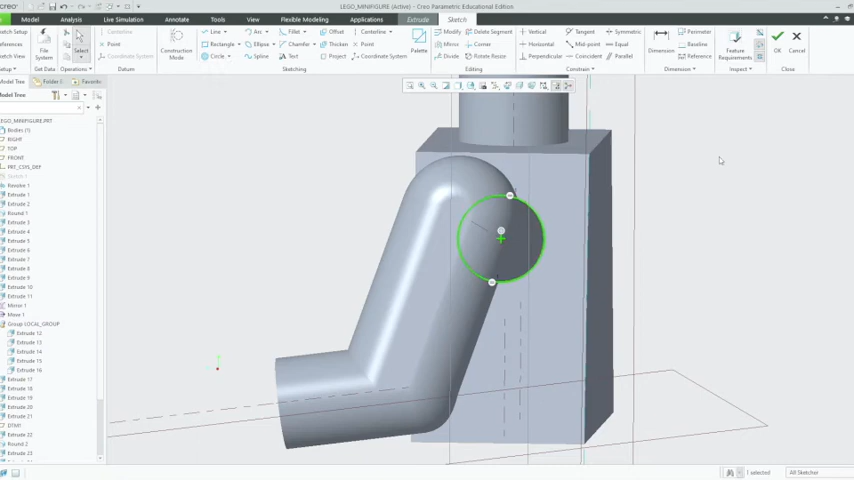 creo
LEGO_MINIFIGURE (Active) - Creo Parametric Educational Edition
Model Analysis Live Simulation Annotate Tools View Flexible Modeling Applications Extrude Sketch
Sketch Setup
References
Sketch View
Setup
File System
Get Data
Select
Operations
Centerline
Point
Coordinate System
Datum
Construction Mode
Line Arc Fillet Offset Centerline
Rectangle Ellipse Chamfer Thicken Point
Circle Spline Text Project Coordinate System
Sketching
Palette
Modify Delete Segment
Mirror Corner
Divide Rotate Resize
Editing
Vertical Tangent Symmetric
Horizontal Mid-point Equal
Perpendicular Coincident Parallel
Constrain
Dimension
Perimeter
Baseline
Reference
Dimension
Feature Requirements
Inspect
OK Cancel
Close
Model Tree Folder Favorite
Model Tree
LEGO_MINIFIGURE.PRT
Bodies (1)
RIGHT
TOP
FRONT
PRT_CSYS_DEF
Sketch 1
Revolve 1
Extrude 1
Extrude 2
Round 1
Extrude 3
Extrude 4
Extrude 5
Extrude 6
Extrude 7
Extrude 8
Extrude 9
Extrude 10
Extrude 11
Mirror 1
Move 1
Group LOCAL_GROUP
Extrude 12
Extrude 13
Extrude 14
Extrude 15
Extrude 16
Extrude 17
Extrude 18
Extrude 19
Extrude 20
Extrude 21
DTM1
Extrude 22
Round 2
Extrude 23
1 selected
All Sketcher